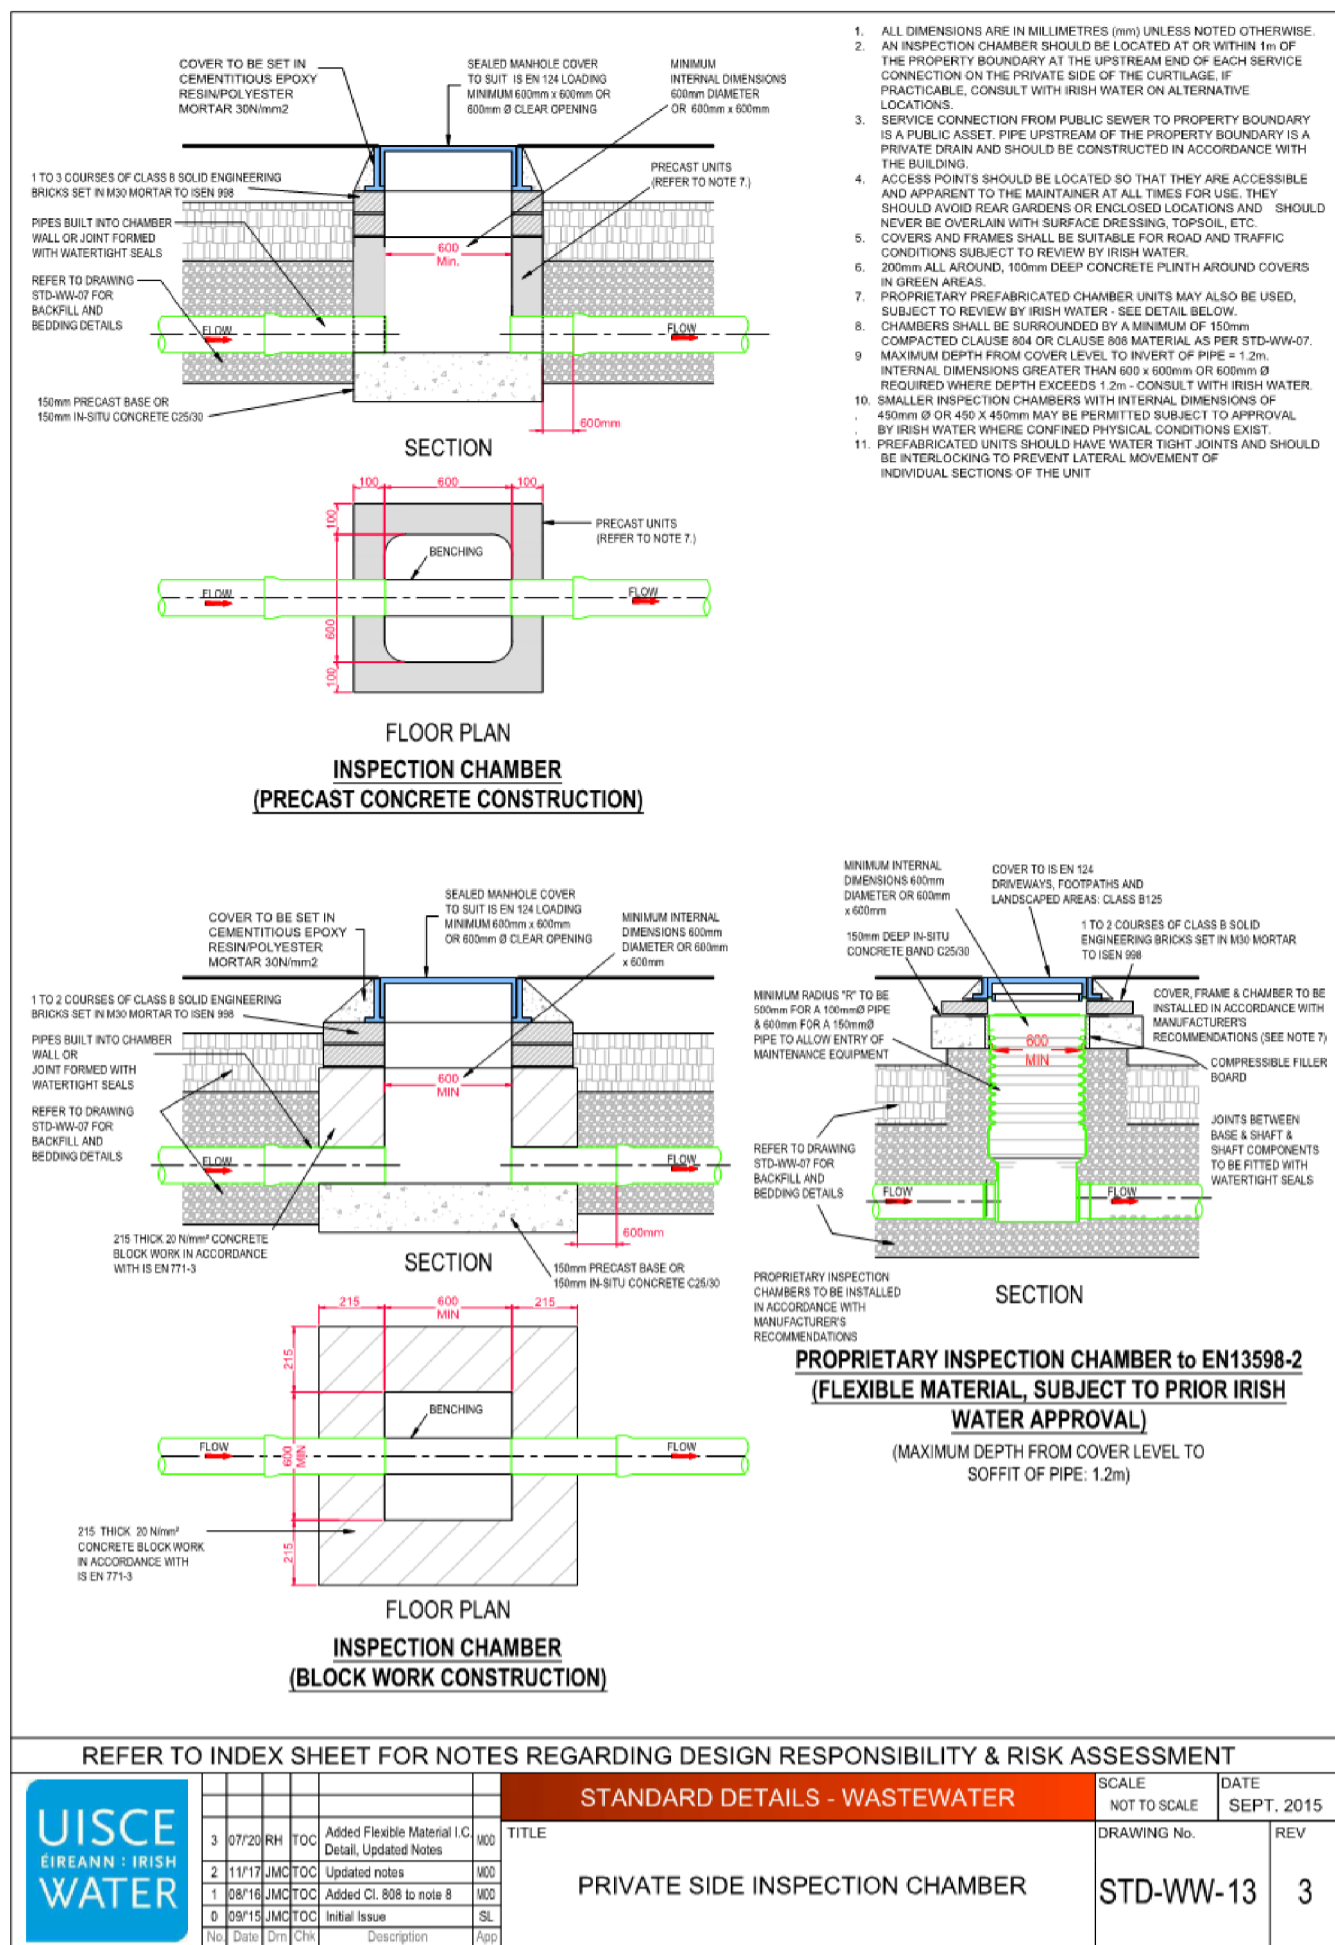 COVER TO BE SET IN
CEMENTITIOUS EPOXY
RESIN/POLYESTER
MORTAR 30N/mm2
SEALED MANHOLE COVER
TO SUIT IS EN 124 LOADING
MINIMUM 600mm x 600mm OR
600mm Ø CLEAR OPENING
MINIMUM
INTERNAL DIMENSIONS
600mm DIAMETER
OR 600mm x 600mm
1 TO 3 COURSES OF CLASS B SOLID ENGINEERING
BRICKS SET IN M30 MORTAR TO ISEN 998
PRECAST UNITS
(REFER TO NOTE 7.)
PIPES BUILT INTO CHAMBER
WALL OR JOINT FORMED
WITH WATERTIGHT SEALS
600
Min.
REFER TO DRAWING
STD-WW-07 FOR
BACKFILL AND
BEDDING DETAILS
FLOW
FLOW
150mm PRECAST BASE OR
150mm IN-SITU CONCRETE C25/30
600mm
SECTION
100
600
100
100
PRECAST UNITS
(REFER TO NOTE 7.)
BENCHING
FLOW
FLOW
600
100
FLOOR PLAN
INSPECTION CHAMBER
(PRECAST CONCRETE CONSTRUCTION)
1. ALL DIMENSIONS ARE IN MILLIMETRES (mm) UNLESS NOTED OTHERWISE.
2. AN INSPECTION CHAMBER SHOULD BE LOCATED AT OR WITHIN 1m OF
THE PROPERTY BOUNDARY AT THE UPSTREAM END OF EACH SERVICE
CONNECTION ON THE PRIVATE SIDE OF THE CURTILAGE, IF
PRACTICABLE, CONSULT WITH IRISH WATER ON ALTERNATIVE
LOCATIONS.
3. SERVICE CONNECTION FROM PUBLIC SEWER TO PROPERTY BOUNDARY
IS A PUBLIC ASSET. PIPE UPSTREAM OF THE PROPERTY BOUNDARY IS A
PRIVATE DRAIN AND SHOULD BE CONSTRUCTED IN ACCORDANCE WITH
THE BUILDING.
4. ACCESS POINTS SHOULD BE LOCATED SO THAT THEY ARE ACCESSIBLE
AND APPARENT TO THE MAINTAINER AT ALL TIMES FOR USE. THEY
SHOULD AVOID REAR GARDENS OR ENCLOSED LOCATIONS AND SHOULD
NEVER BE OVERLAIN WITH SURFACE DRESSING, TOPSOIL, ETC.
5. COVERS AND FRAMES SHALL BE SUITABLE FOR ROAD AND TRAFFIC
CONDITIONS SUBJECT TO REVIEW BY IRISH WATER.
6. 200mm ALL AROUND, 100mm DEEP CONCRETE PLINTH AROUND COVERS
IN GREEN AREAS.
7. PROPRIETARY PREFABRICATED CHAMBER UNITS MAY ALSO BE USED,
SUBJECT TO REVIEW BY IRISH WATER - SEE DETAIL BELOW.
8. CHAMBERS SHALL BE SURROUNDED BY A MINIMUM OF 150mm
COMPACTED CLAUSE 804 OR CLAUSE 808 MATERIAL AS PER STD-WW-07.
9 MAXIMUM DEPTH FROM COVER LEVEL TO INVERT OF PIPE = 1.2m.
INTERNAL DIMENSIONS GREATER THAN 600 x 600mm OR 600mm Ø
REQUIRED WHERE DEPTH EXCEEDS 1.2m - CONSULT WITH IRISH WATER.
10. SMALLER INSPECTION CHAMBERS WITH INTERNAL DIMENSIONS OF
. 450mm Ø OR 450 X 450mm MAY BE PERMITTED SUBJECT TO APPROVAL
. BY IRISH WATER WHERE CONFINED PHYSICAL CONDITIONS EXIST.
11. PREFABRICATED UNITS SHOULD HAVE WATER TIGHT JOINTS AND SHOULD
BE INTERLOCKING TO PREVENT LATERAL MOVEMENT OF
INDIVIDUAL SECTIONS OF THE UNIT
COVER TO BE SET IN
CEMENTITIOUS EPOXY
RESIN/POLYESTER
MORTAR 30N/mm2
SEALED MANHOLE COVER
TO SUIT IS EN 124 LOADING
MINIMUM 600mm x 600mm
OR 600mm Ø CLEAR OPENING
MINIMUM INTERNAL
DIMENSIONS 600mm
DIAMETER OR 600mm
x 600mm
1 TO 2 COURSES OF CLASS B SOLID ENGINEERING
BRICKS SET IN M30 MORTAR TO ISEN 998
PIPES BUILT INTO CHAMBER
WALL OR
JOINT FORMED WITH
WATERTIGHT SEALS
600
MIN
REFER TO DRAWING
STD-WW-07 FOR
BACKFILL AND
BEDDING DETAILS
FLOW
FLOW
215 THICK 20 N/mm² CONCRETE
BLOCK WORK IN ACCORDANCE
WITH IS EN 771-3
600mm
SECTION
150mm PRECAST BASE OR
150mm IN-SITU CONCRETE C25/30
215
600
MIN
215
215
BENCHING
FLOW
FLOW
600
MIN
215
215 THICK 20 N/mm²
CONCRETE BLOCK WORK
IN ACCORDANCE WITH
IS EN 771-3
FLOOR PLAN
INSPECTION CHAMBER
(BLOCK WORK CONSTRUCTION)
MINIMUM INTERNAL
DIMENSIONS 600mm
DIAMETER OR 600mm
x 600mm
COVER TO IS EN 124
DRIVEWAYS, FOOTPATHS AND
LANDSCAPED AREAS: CLASS B125
150mm DEEP IN-SITU
CONCRETE BAND C25/30
1 TO 2 COURSES OF CLASS B SOLID
ENGINEERING BRICKS SET IN M30 MORTAR
TO ISEN 998
MINIMUM RADIUS "R" TO BE
500mm FOR A 100mmØ PIPE
& 600mm FOR A 150mmØ
PIPE TO ALLOW ENTRY OF
MAINTENANCE EQUIPMENT
COVER, FRAME & CHAMBER TO BE
INSTALLED IN ACCORDANCE WITH
MANUFACTURER'S
RECOMMENDATIONS (SEE NOTE 7)
600
MIN
COMPRESSIBLE FILLER
BOARD
JOINTS BETWEEN
BASE & SHAFT &
SHAFT COMPONENTS
TO BE FITTED WITH
WATERTIGHT SEALS
REFER TO DRAWING
STD-WW-07 FOR
BACKFILL AND
BEDDING DETAILS
FLOW
FLOW
PROPRIETARY INSPECTION
CHAMBERS TO BE INSTALLED
IN ACCORDANCE WITH
MANUFACTURER'S
RECOMMENDATIONS
SECTION
PROPRIETARY INSPECTION CHAMBER to EN13598-2
(FLEXIBLE MATERIAL, SUBJECT TO PRIOR IRISH
WATER APPROVAL)
(MAXIMUM DEPTH FROM COVER LEVEL TO
SOFFIT OF PIPE: 1.2m)
REFER TO INDEX SHEET FOR NOTES REGARDING DESIGN RESPONSIBILITY & RISK ASSESSMENT
UISCE
ÉIREANN : IRISH
WATER
3 07/'20 RH TOC Added Flexible Material I.C. Detail, Updated Notes MOD
2 11/'17 JMC TOC Updated notes MOD
1 08/'16 JMC TOC Added Cl. 808 to note 8 MOD
0 09/'15 JMC TOC Initial Issue SL
No. Date Drn Chk Description App
STANDARD DETAILS - WASTEWATER
TITLE
PRIVATE SIDE INSPECTION CHAMBER
SCALE
NOT TO SCALE
DATE
SEPT. 2015
DRAWING No.
STD-WW-13
REV
3